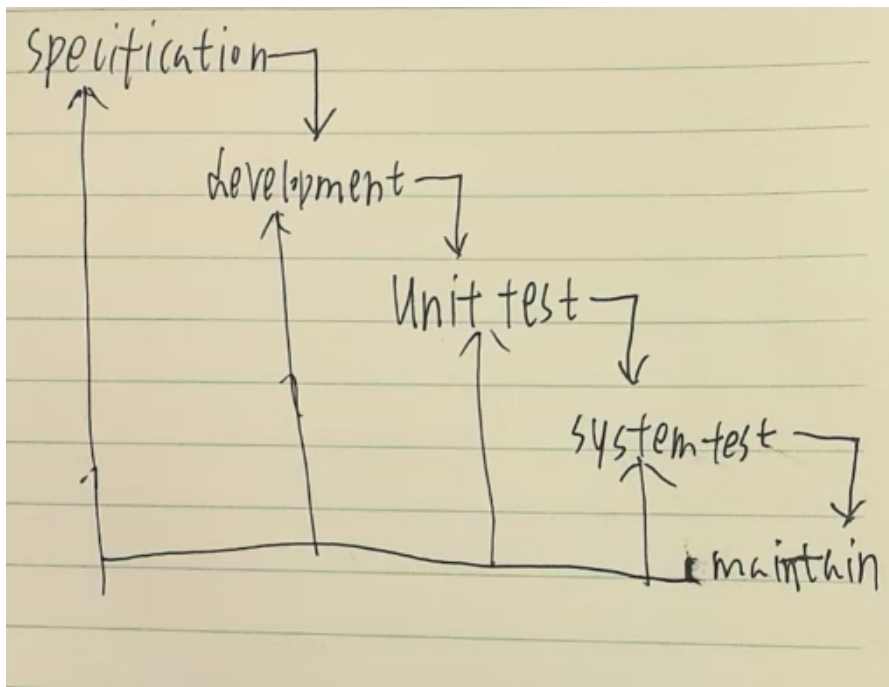 specification
development
Unit test
system test
maintain